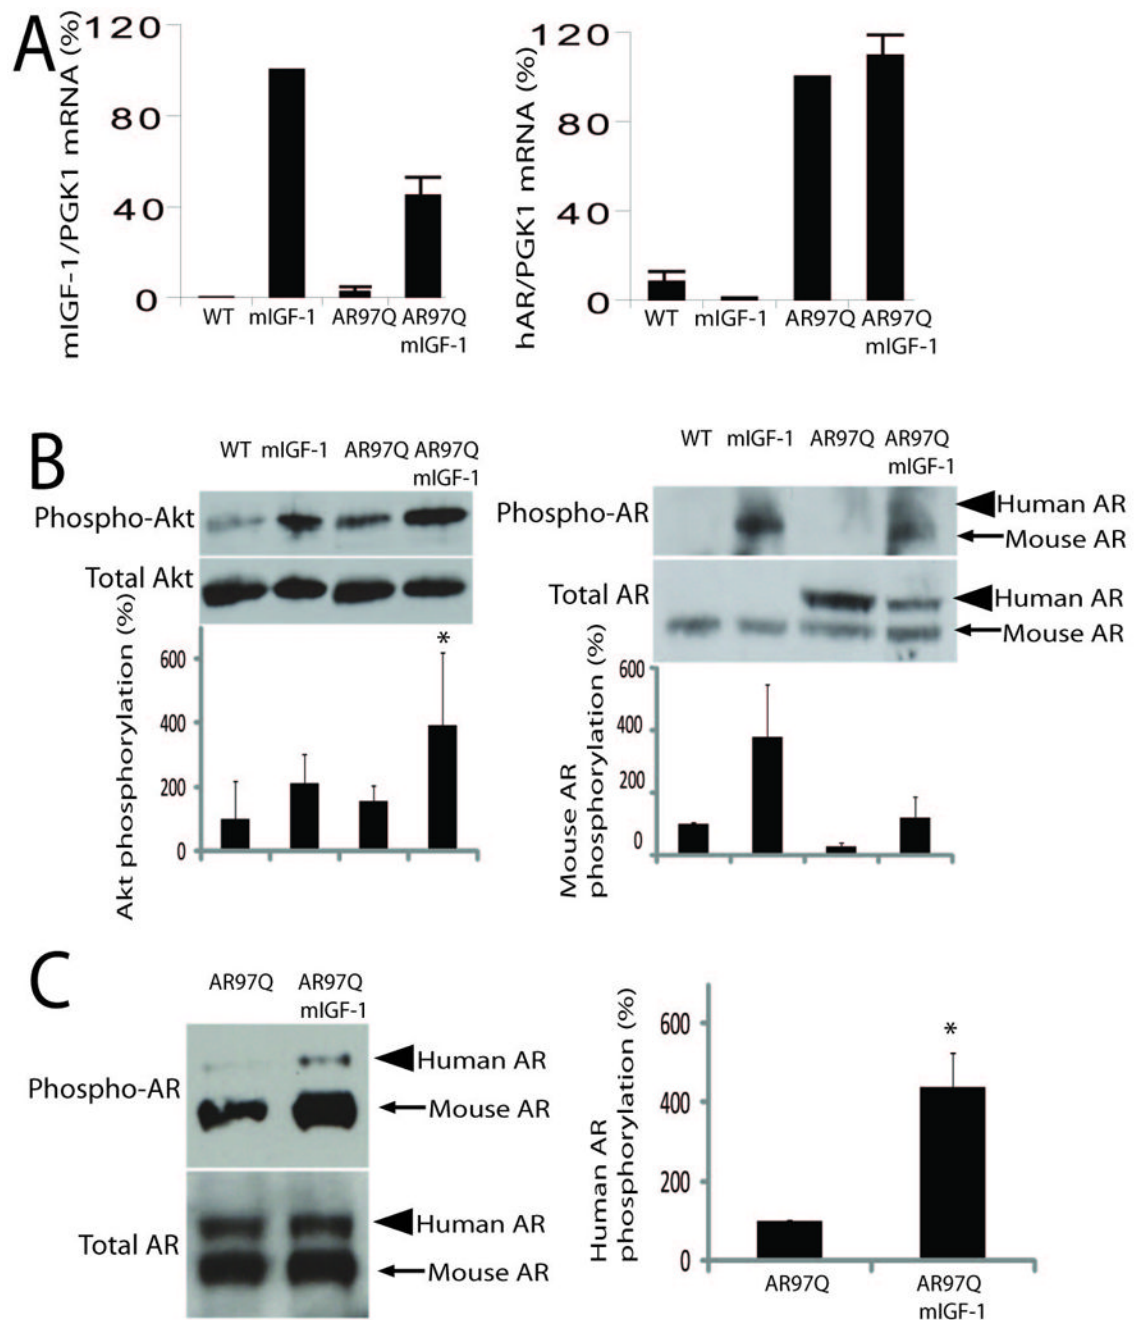 A
mIGF-1/PGK1 mRNA (%)
120
80
40
0
WT mIGF-1 AR97Q AR97Q
mIGF-1
hAR/PGK1 mRNA (%)
120
80
40
0
WT mIGF-1 AR97Q AR97Q
mIGF-1
B
WT mIGF-1 AR97Q AR97Q
mIGF-1
Phospho-Akt
Total Akt
Akt phosphorylation (%)
600
400
200
0
*
WT mIGF-1 AR97Q AR97Q
mIGF-1
Phospho-AR
Human AR
Mouse AR
Total AR
Human AR
Mouse AR
Mouse AR
phosphorylation (%)
600
400
200
0
C
AR97Q AR97Q
mIGF-1
Phospho-AR
Human AR
Mouse AR
Total AR
Human AR
Mouse AR
Human AR
phosphorylation (%)
600
400
200
0
*
AR97Q AR97Q
mIGF-1